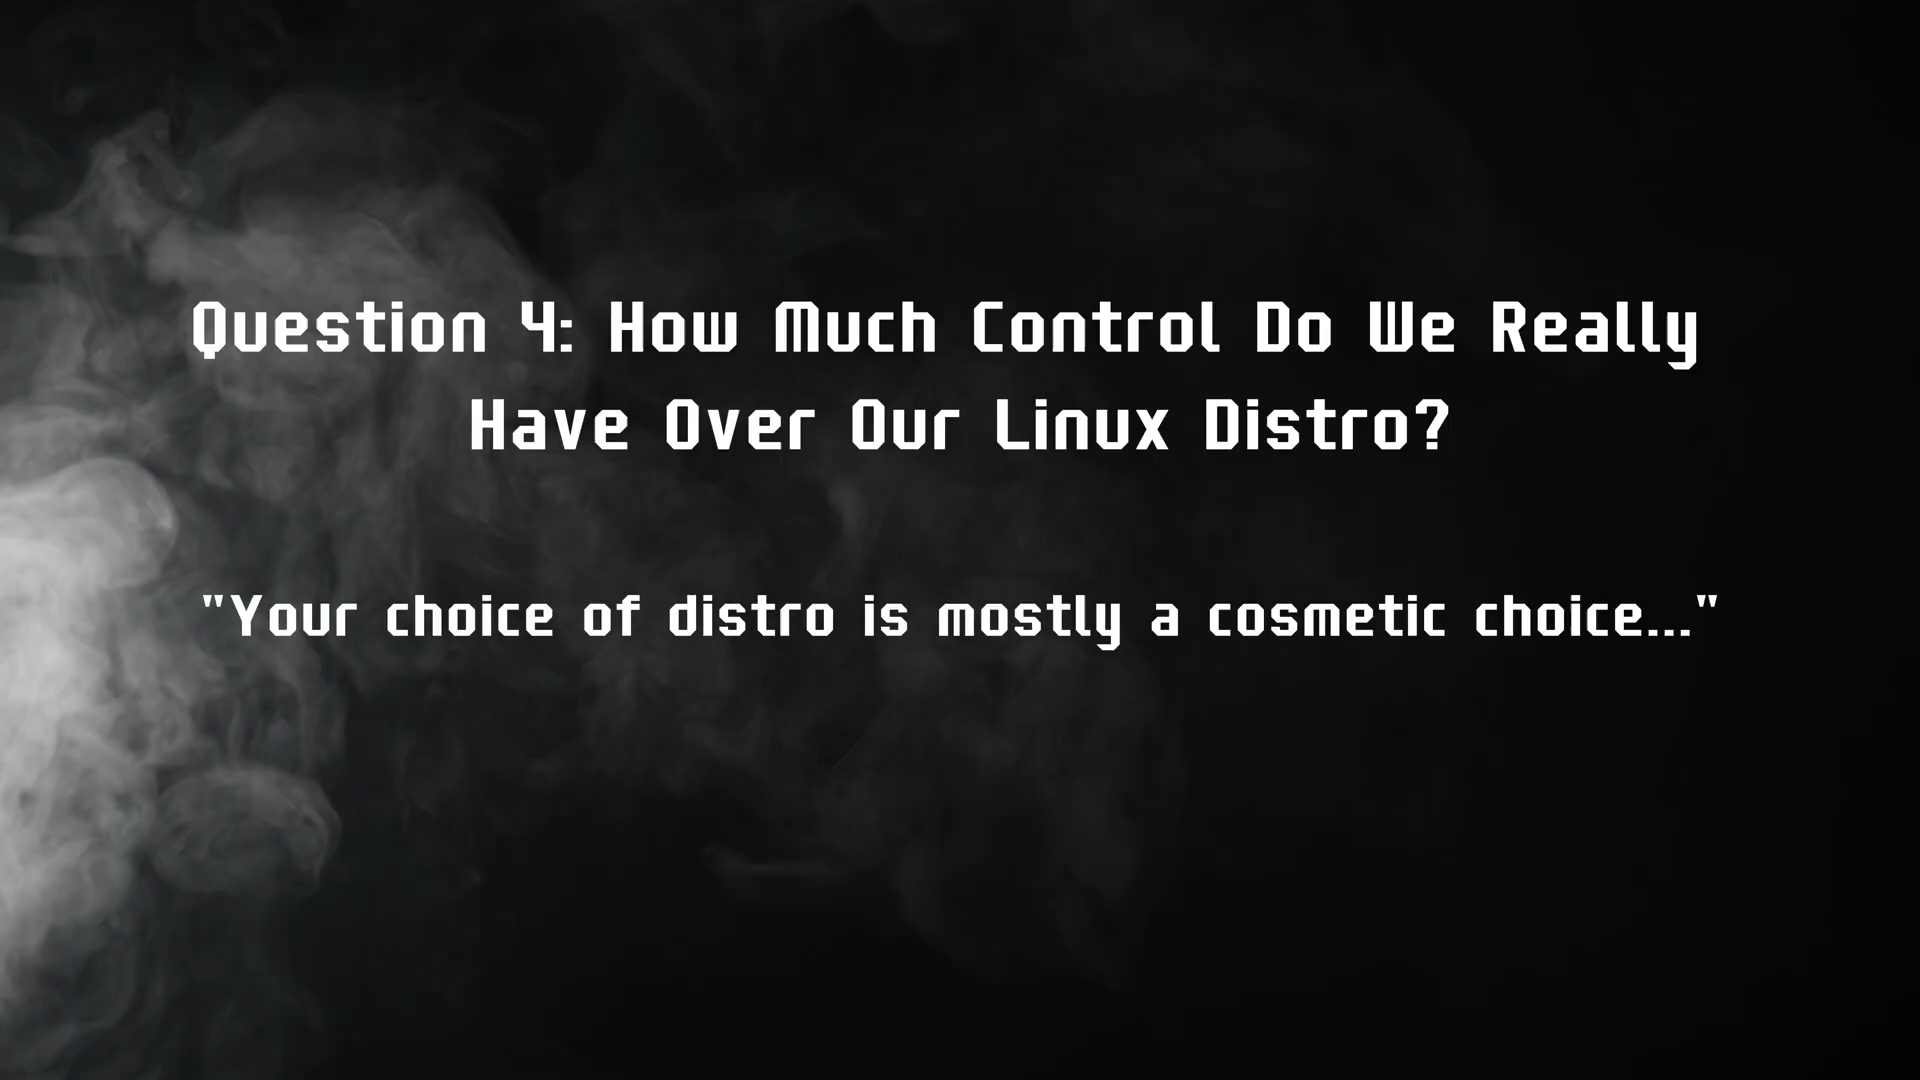 Question 4: How Much Control Do We Really
Have Over Our Linux Distro?
"Your choice of distro is mostly a cosmetic choice..."